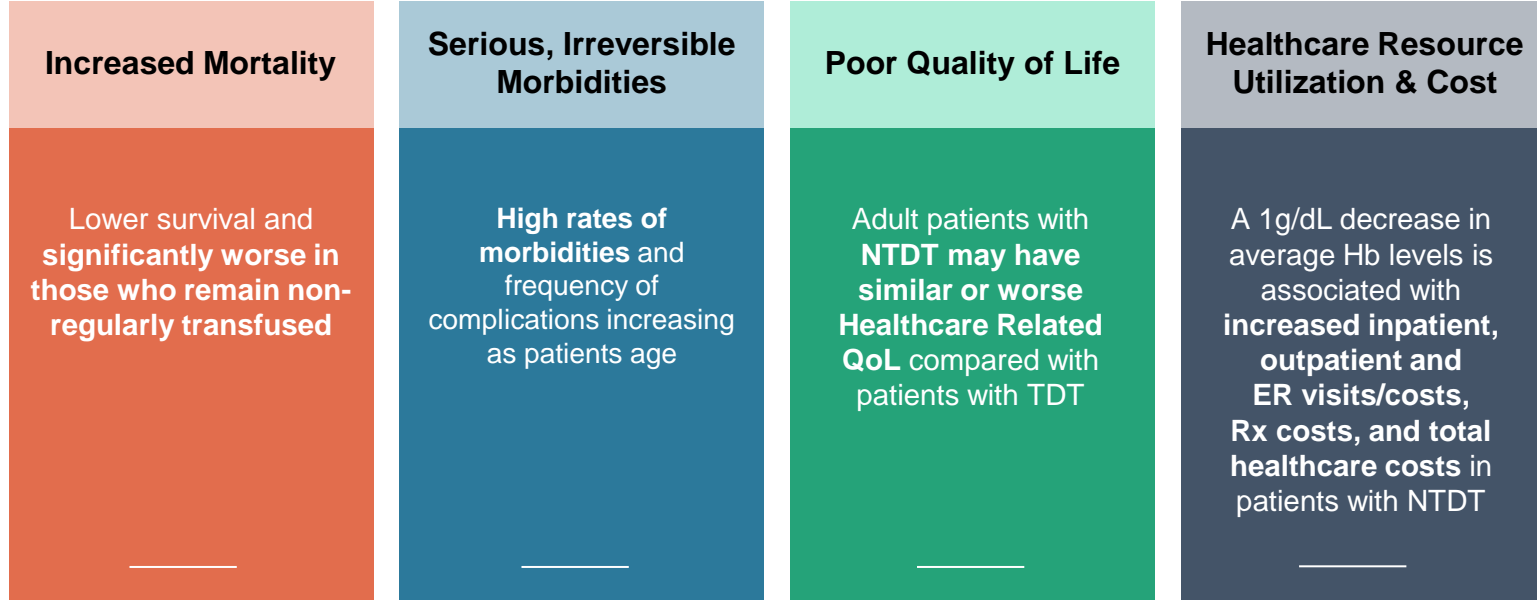 Increased Mortality
Lower survival and
significantly worse in
those who remain non-
regularly transfused
Serious, Irreversible
Morbidities
High rates of
morbidities and
frequency of
complications increasing
as patients age
Poor Quality of Life
Adult patients with
NTDT may have
similar or worse
Healthcare Related
QoL compared with
patients with TDT
Healthcare Resource
Utilization & Cost
A 1g/dL decrease in
average Hb levels is
associated with
increased inpatient,
outpatient and
ER visits/costs,
Rx costs, and total
healthcare costs in
patients with NTDT